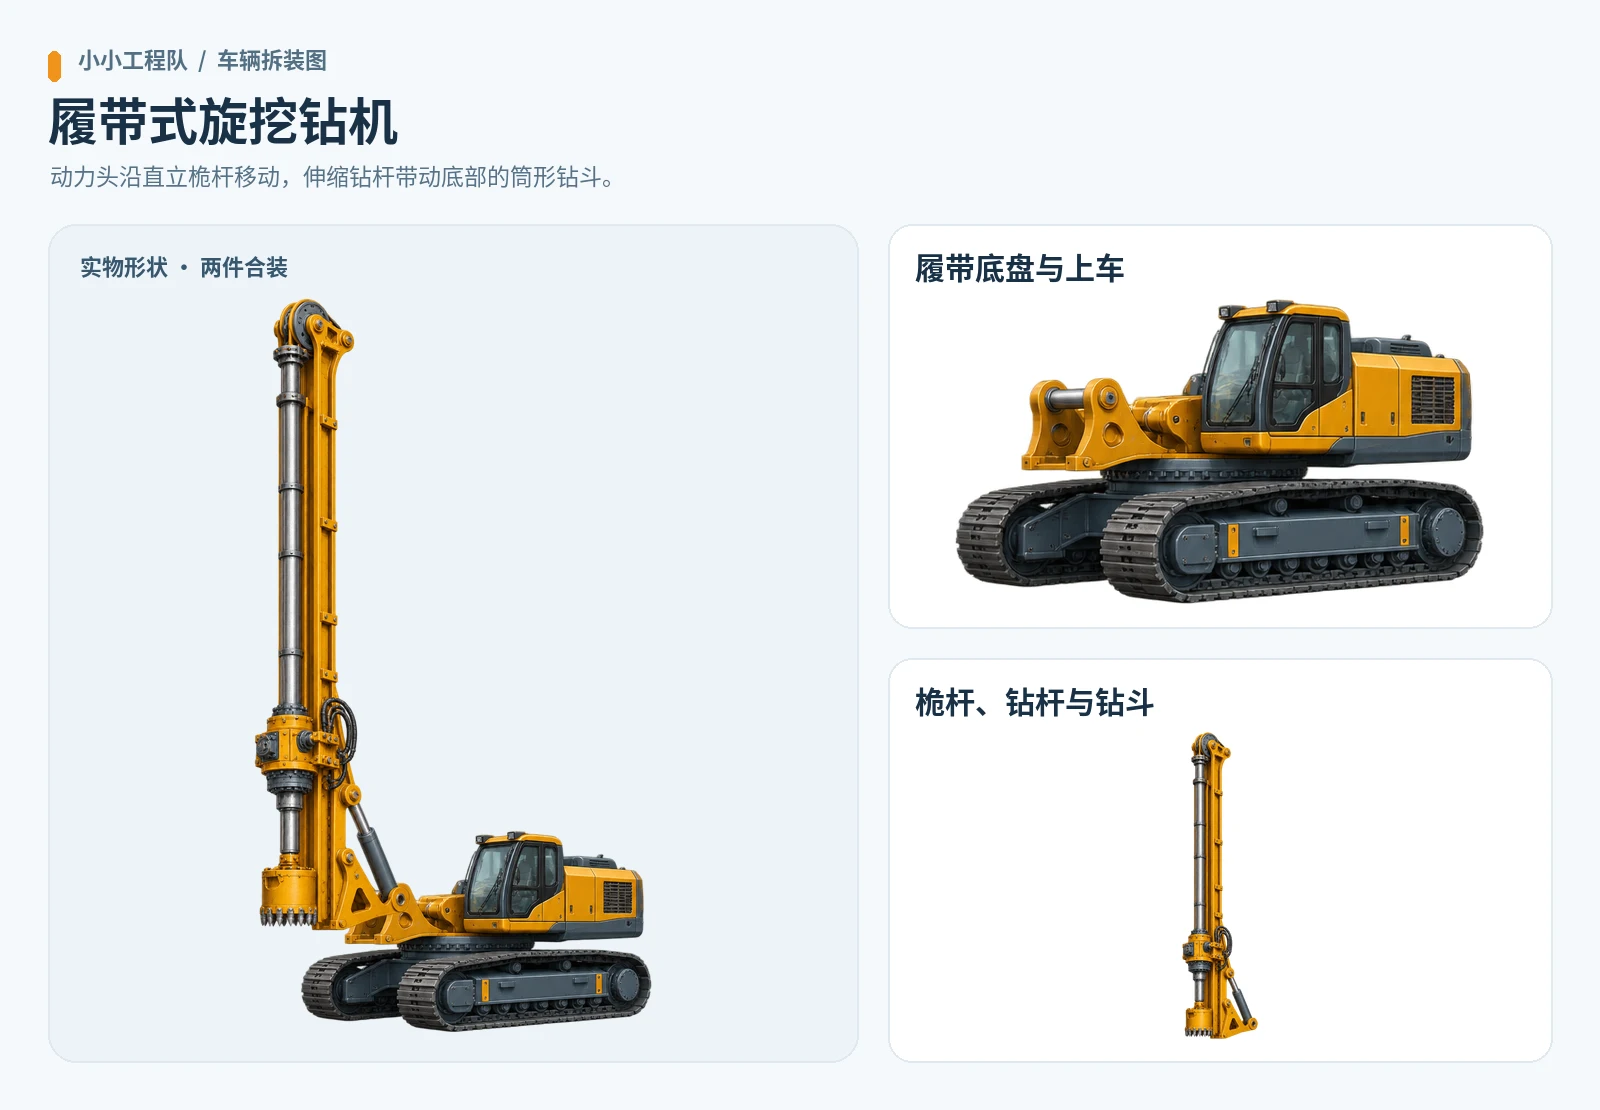 小小工程队 / 车辆拆装图
履带式旋挖钻机
动力头沿直立桅杆移动，伸缩钻杆带动底部的筒形钻斗。
实物形状 · 两件合装
履带底盘与上车
桅杆、钻杆与钻斗